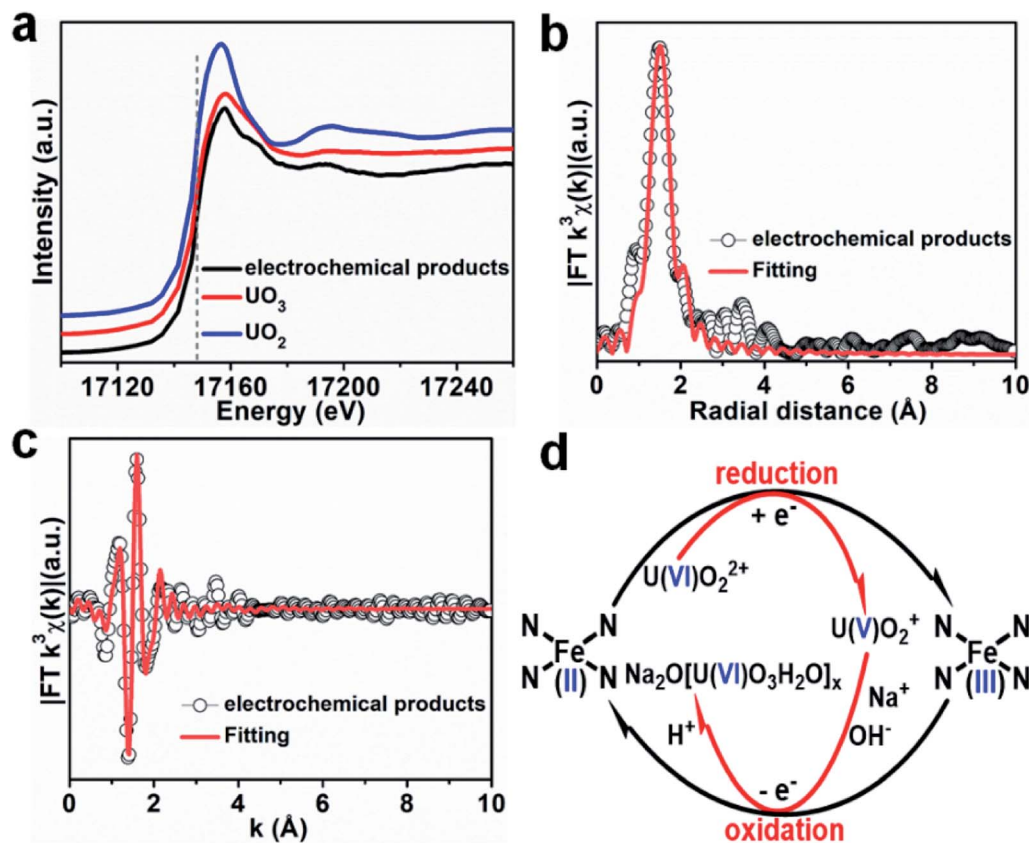 a
Intensity (a.u.)
electrochemical products
UO₃
UO₂
17120 17160 17200 17240
Energy (eV)
b
|FT k³χ(k)|(a.u.)
electrochemical products
Fitting
0 2 4 6 8 10
Radial distance (Å)
c
|FT k³χ(k)|(a.u.)
electrochemical products
Fitting
0 2 4 6 8 10
k (Å)
d
reduction
+ e⁻
U(VI)O₂²⁺
U(V)O₂⁺
N N
Fe
N (II) N
Na₂O[U(VI)O₃H₂O]ₓ
N N
Fe
N (III) N
Na⁺
H⁺
OH⁻
- e⁻
oxidation